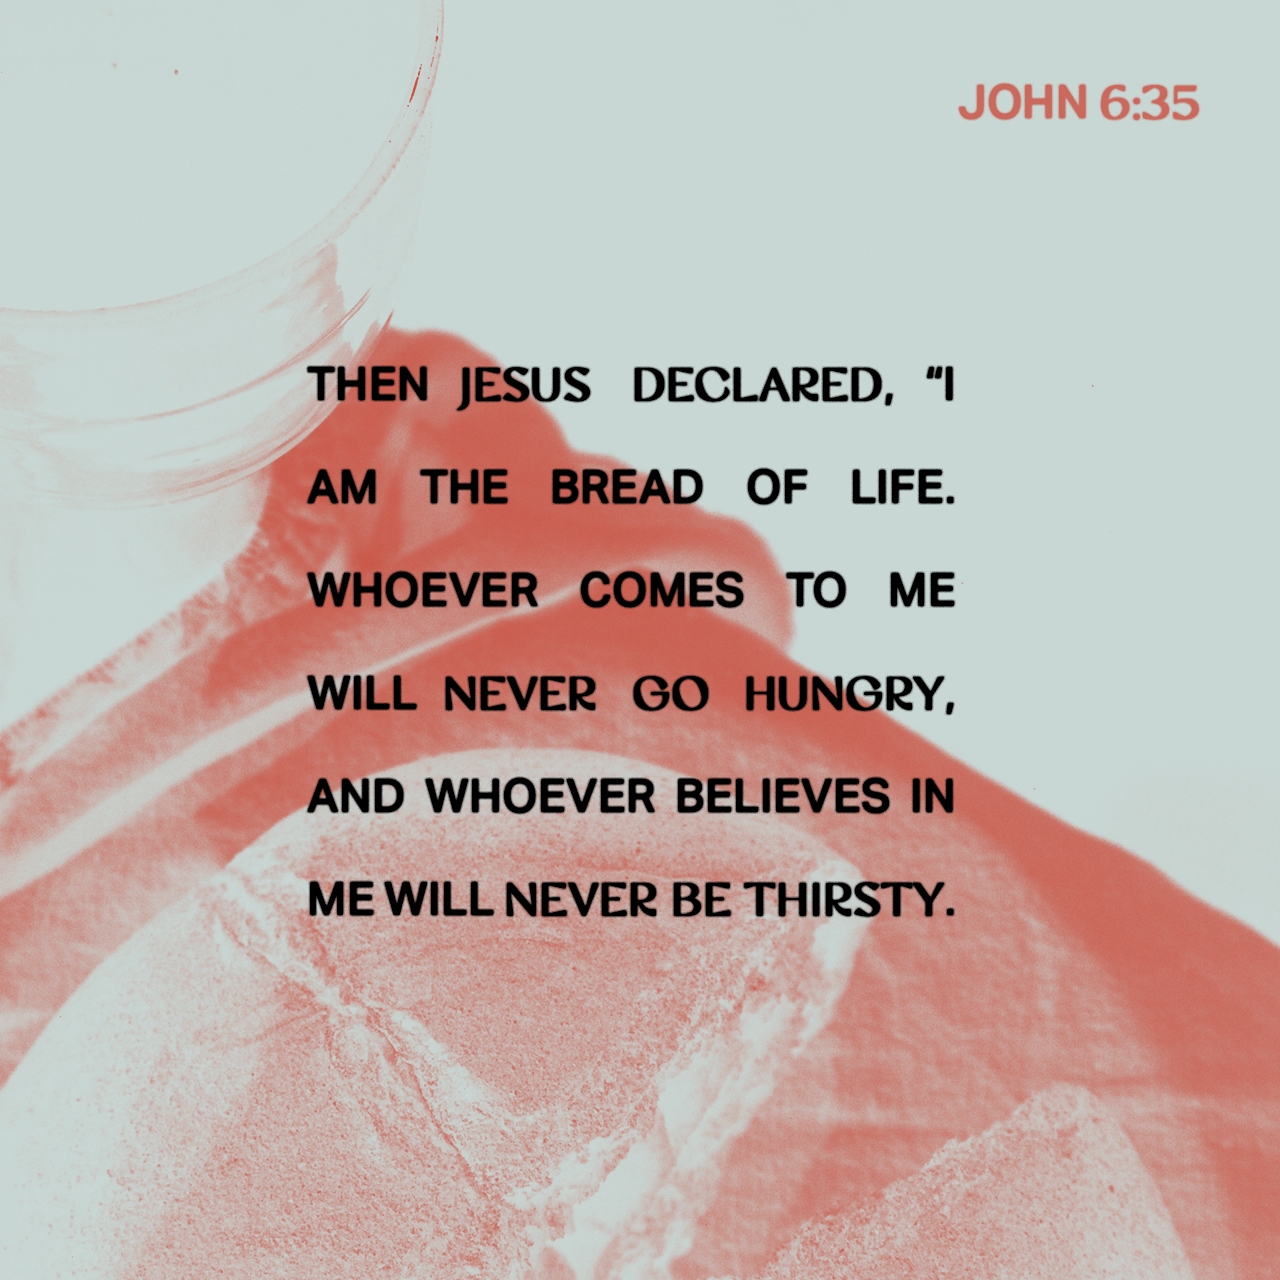 JOHN 6:35
THEN JESUS DECLARED, “I
AM THE BREAD OF LIFE.
WHOEVER COMES TO ME
WILL NEVER GO HUNGRY,
AND WHOEVER BELIEVES IN
ME WILL NEVER BE THIRSTY.